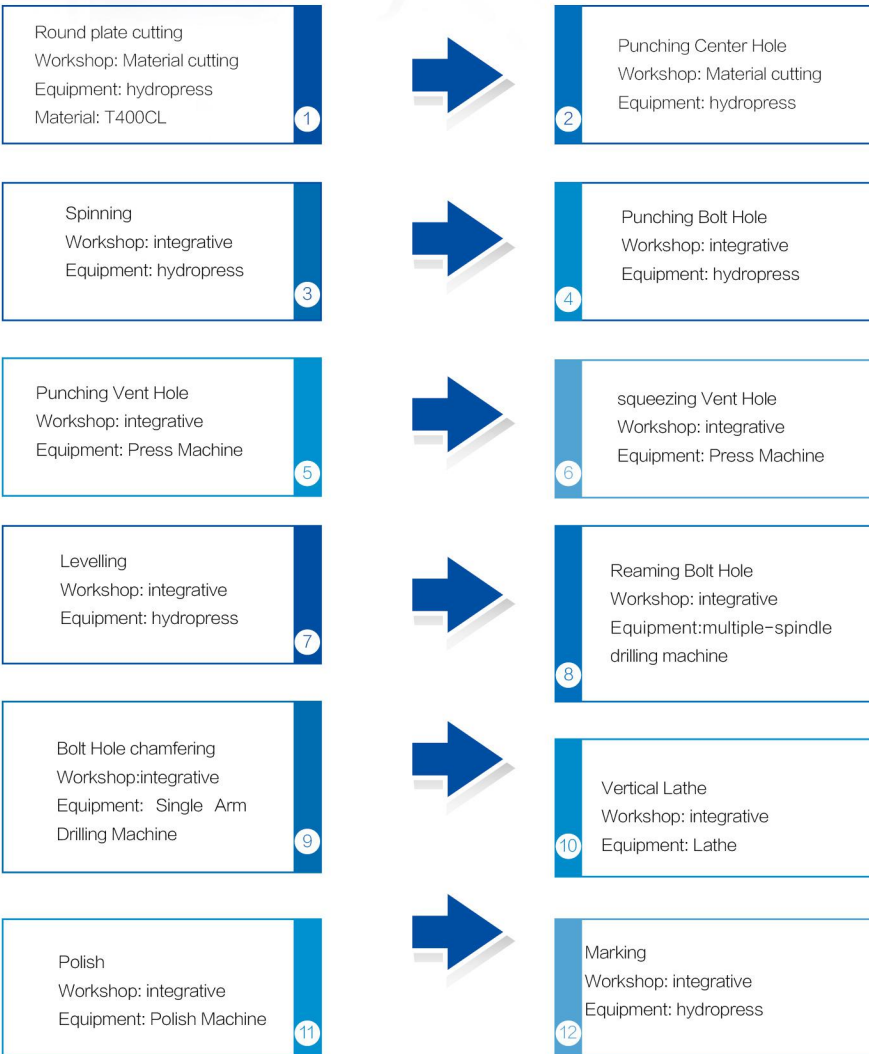 Round plate cutting
Workshop: Material cutting
Equipment: hydropress
Material: T400CL
1
Punching Center Hole
Workshop: Material cutting
Equipment: hydropress
2
Spinning
Workshop: integrative
Equipment: hydropress
3
Punching Bolt Hole
Workshop: integrative
Equipment: hydropress
4
Punching Vent Hole
Workshop: integrative
Equipment: Press Machine
5
squeezing Vent Hole
Workshop: integrative
Equipment: Press Machine
6
Levelling
Workshop: integrative
Equipment: hydropress
7
Reaming Bolt Hole
Workshop: integrative
Equipment:multiple-spindle
drilling machine
8
Bolt Hole chamfering
Workshop:integrative
Equipment: Single Arm
Drilling Machine
9
Vertical Lathe
Workshop: integrative
Equipment: Lathe
10
Polish
Workshop: integrative
Equipment: Polish Machine
11
Marking
Workshop: integrative
Equipment: hydropress
12